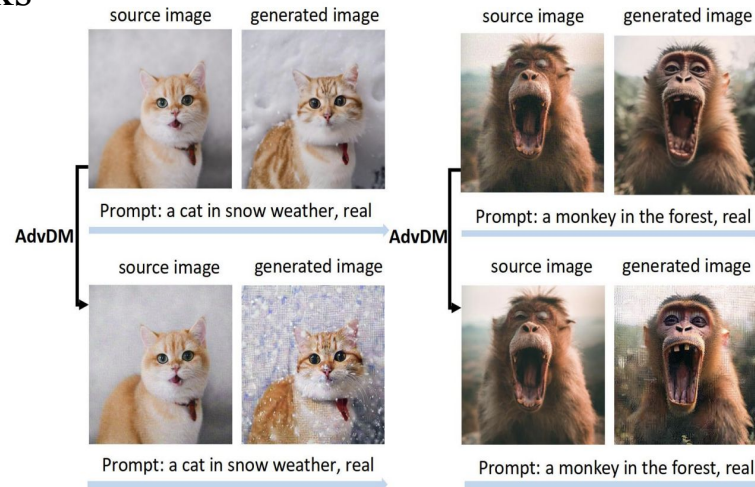 source image generated image
source image generated image
Prompt: a cat in snow weather, real
Prompt: a monkey in the forest, real
AdvDM
AdvDM
source image generated image
source image generated image
Prompt: a cat in snow weather, real
Prompt: a monkey in the forest, real